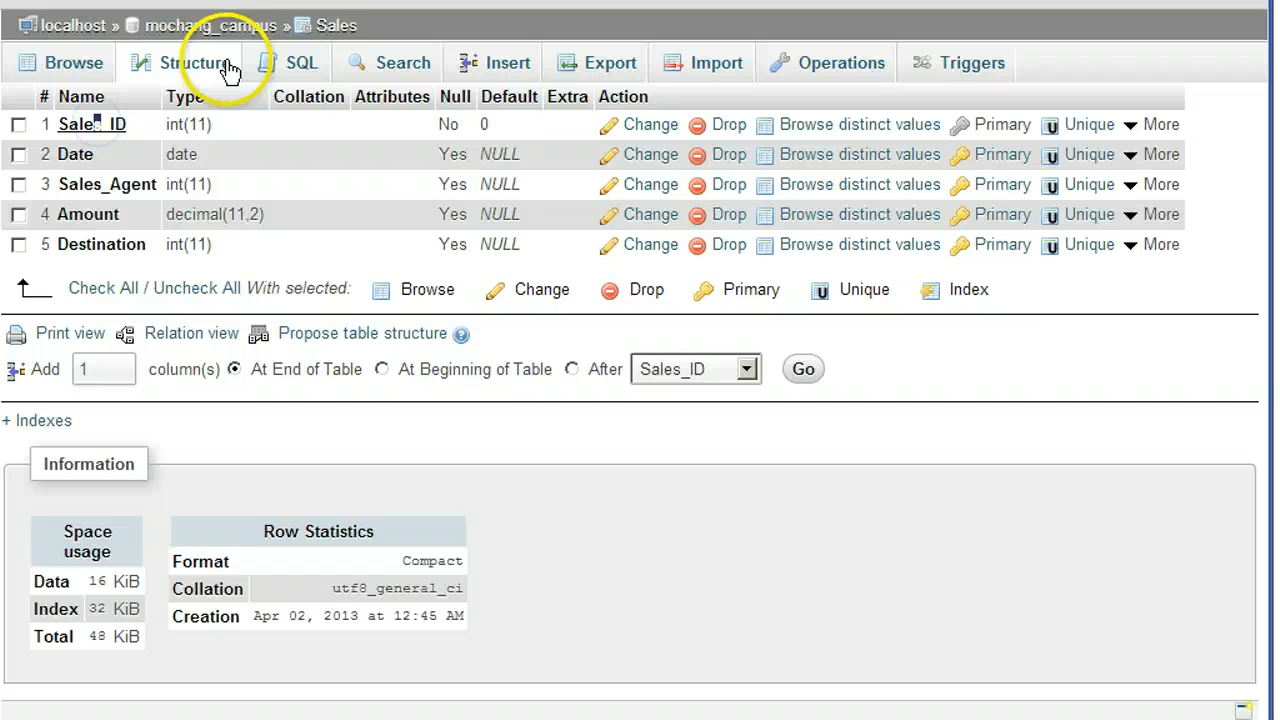 localhost » mochang_campus » Sales
Browse Structure SQL Search Insert Export Import Operations Triggers
# Name Type Collation Attributes Null Default Extra Action
1 Sales_ID int(11) No 0 Change Drop Browse distinct values Primary Unique More
2 Date date Yes NULL Change Drop Browse distinct values Primary Unique More
3 Sales_Agent int(11) Yes NULL Change Drop Browse distinct values Primary Unique More
4 Amount decimal(11,2) Yes NULL Change Drop Browse distinct values Primary Unique More
5 Destination int(11) Yes NULL Change Drop Browse distinct values Primary Unique More
Check All / Uncheck All With selected: Browse Change Drop Primary Unique Index
Print view Relation view Propose table structure
Add 1 column(s) At End of Table At Beginning of Table After Sales_ID Go
+ Indexes
Information
Space usage
Data 16 KiB
Index 32 KiB
Total 48 KiB
Row Statistics
Format Compact
Collation utf8_general_ci
Creation Apr 02, 2013 at 12:45 AM